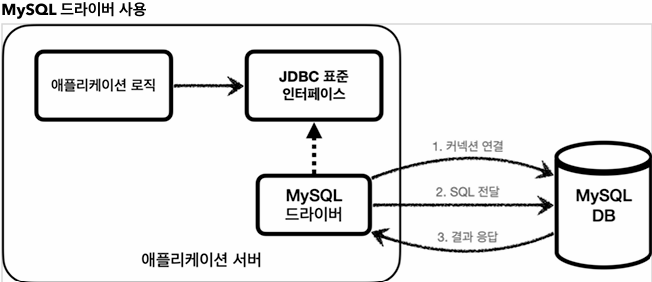 MySQL 드라이버 사용
애플리케이션 로직
JDBC 표준
인터페이스
MySQL
드라이버
1. 커넥션 연결
2. SQL 전달
3. 결과 응답
MySQL
DB
애플리케이션 서버